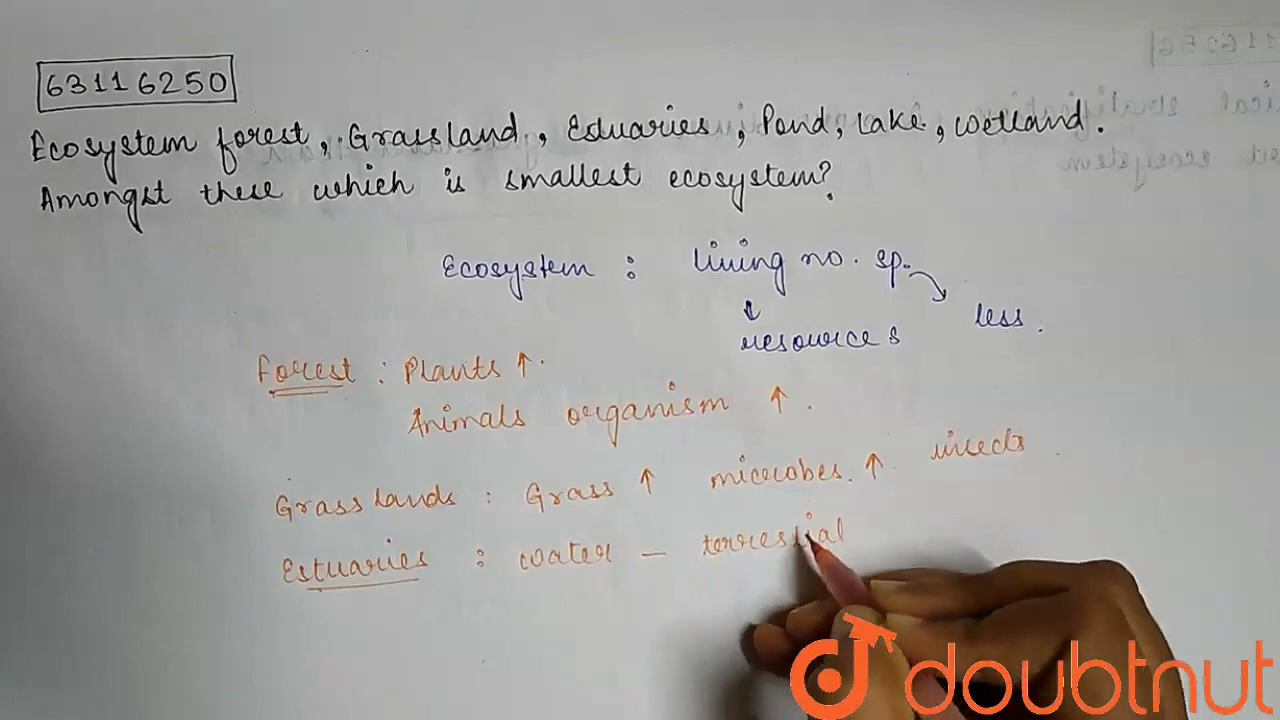 63116250
Ecosystem forest, Grassland, Estuaries, Pond, lake, wetland.
Amongst these which is smallest ecosystem?
Ecosystem : living no. sp.
resources less.
Forest : Plants ↑.
Animals organism ↑.
Grasslands : Grass ↑ microbes. ↑. insects
Estuaries : water – terrestial
doubtnut